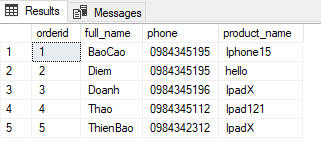 Results Messages
orderid full_name phone product_name
1 1 BaoCao 0984345195 Iphone15
2 2 Diem 0984345195 hello
3 3 Doanh 0984345196 IpadX
4 4 Thao 0984345112 Ipad121
5 5 ThienBao 0984342312 IpadX